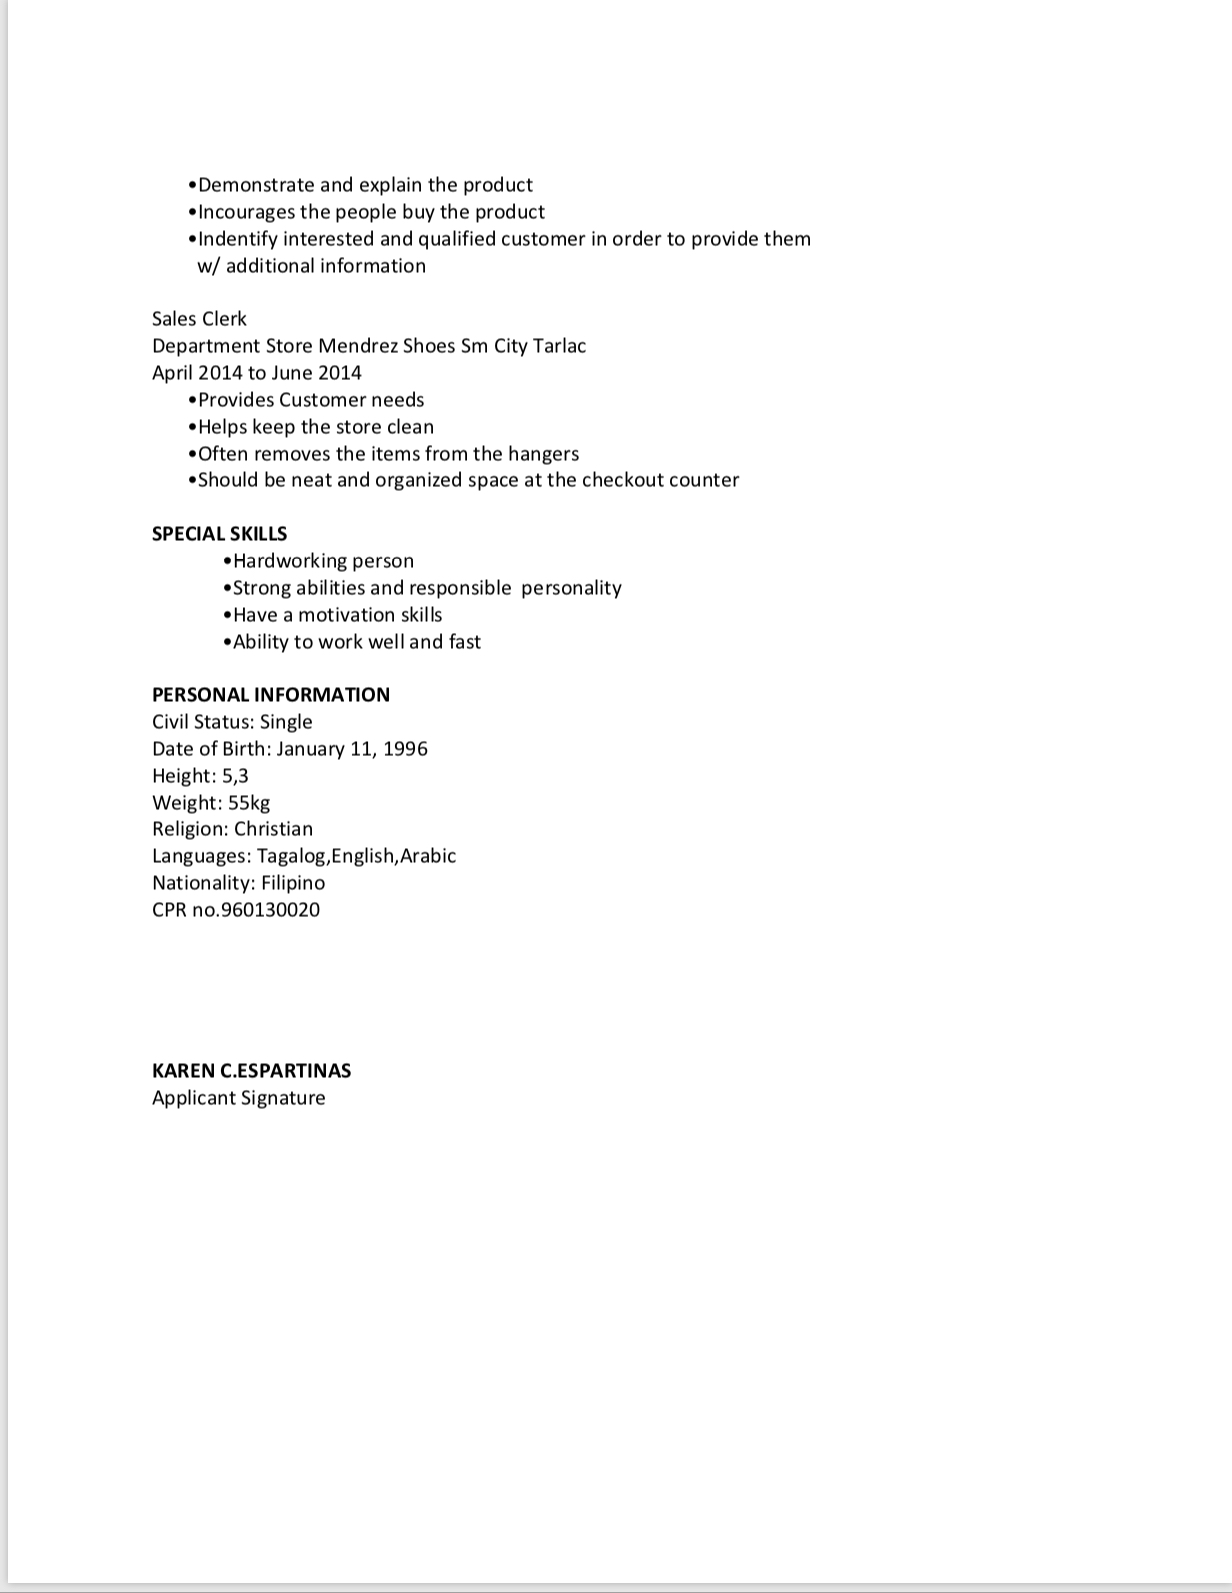 •Demonstrate and explain the product
•Incourages the people buy the product
•Indentify interested and qualified customer in order to provide them
w/ additional information
Sales Clerk
Department Store Mendrez Shoes Sm City Tarlac
April 2014 to June 2014
•Provides Customer needs
•Helps keep the store clean
•Often removes the items from the hangers
•Should be neat and organized space at the checkout counter
SPECIAL SKILLS
•Hardworking person
•Strong abilities and responsible  personality
•Have a motivation skills
•Ability to work well and fast
PERSONAL INFORMATION
Civil Status: Single
Date of Birth: January 11, 1996
Height: 5,3
Weight: 55kg
Religion: Christian
Languages: Tagalog,English,Arabic
Nationality: Filipino
CPR no.960130020
KAREN C.ESPARTINAS
Applicant Signature